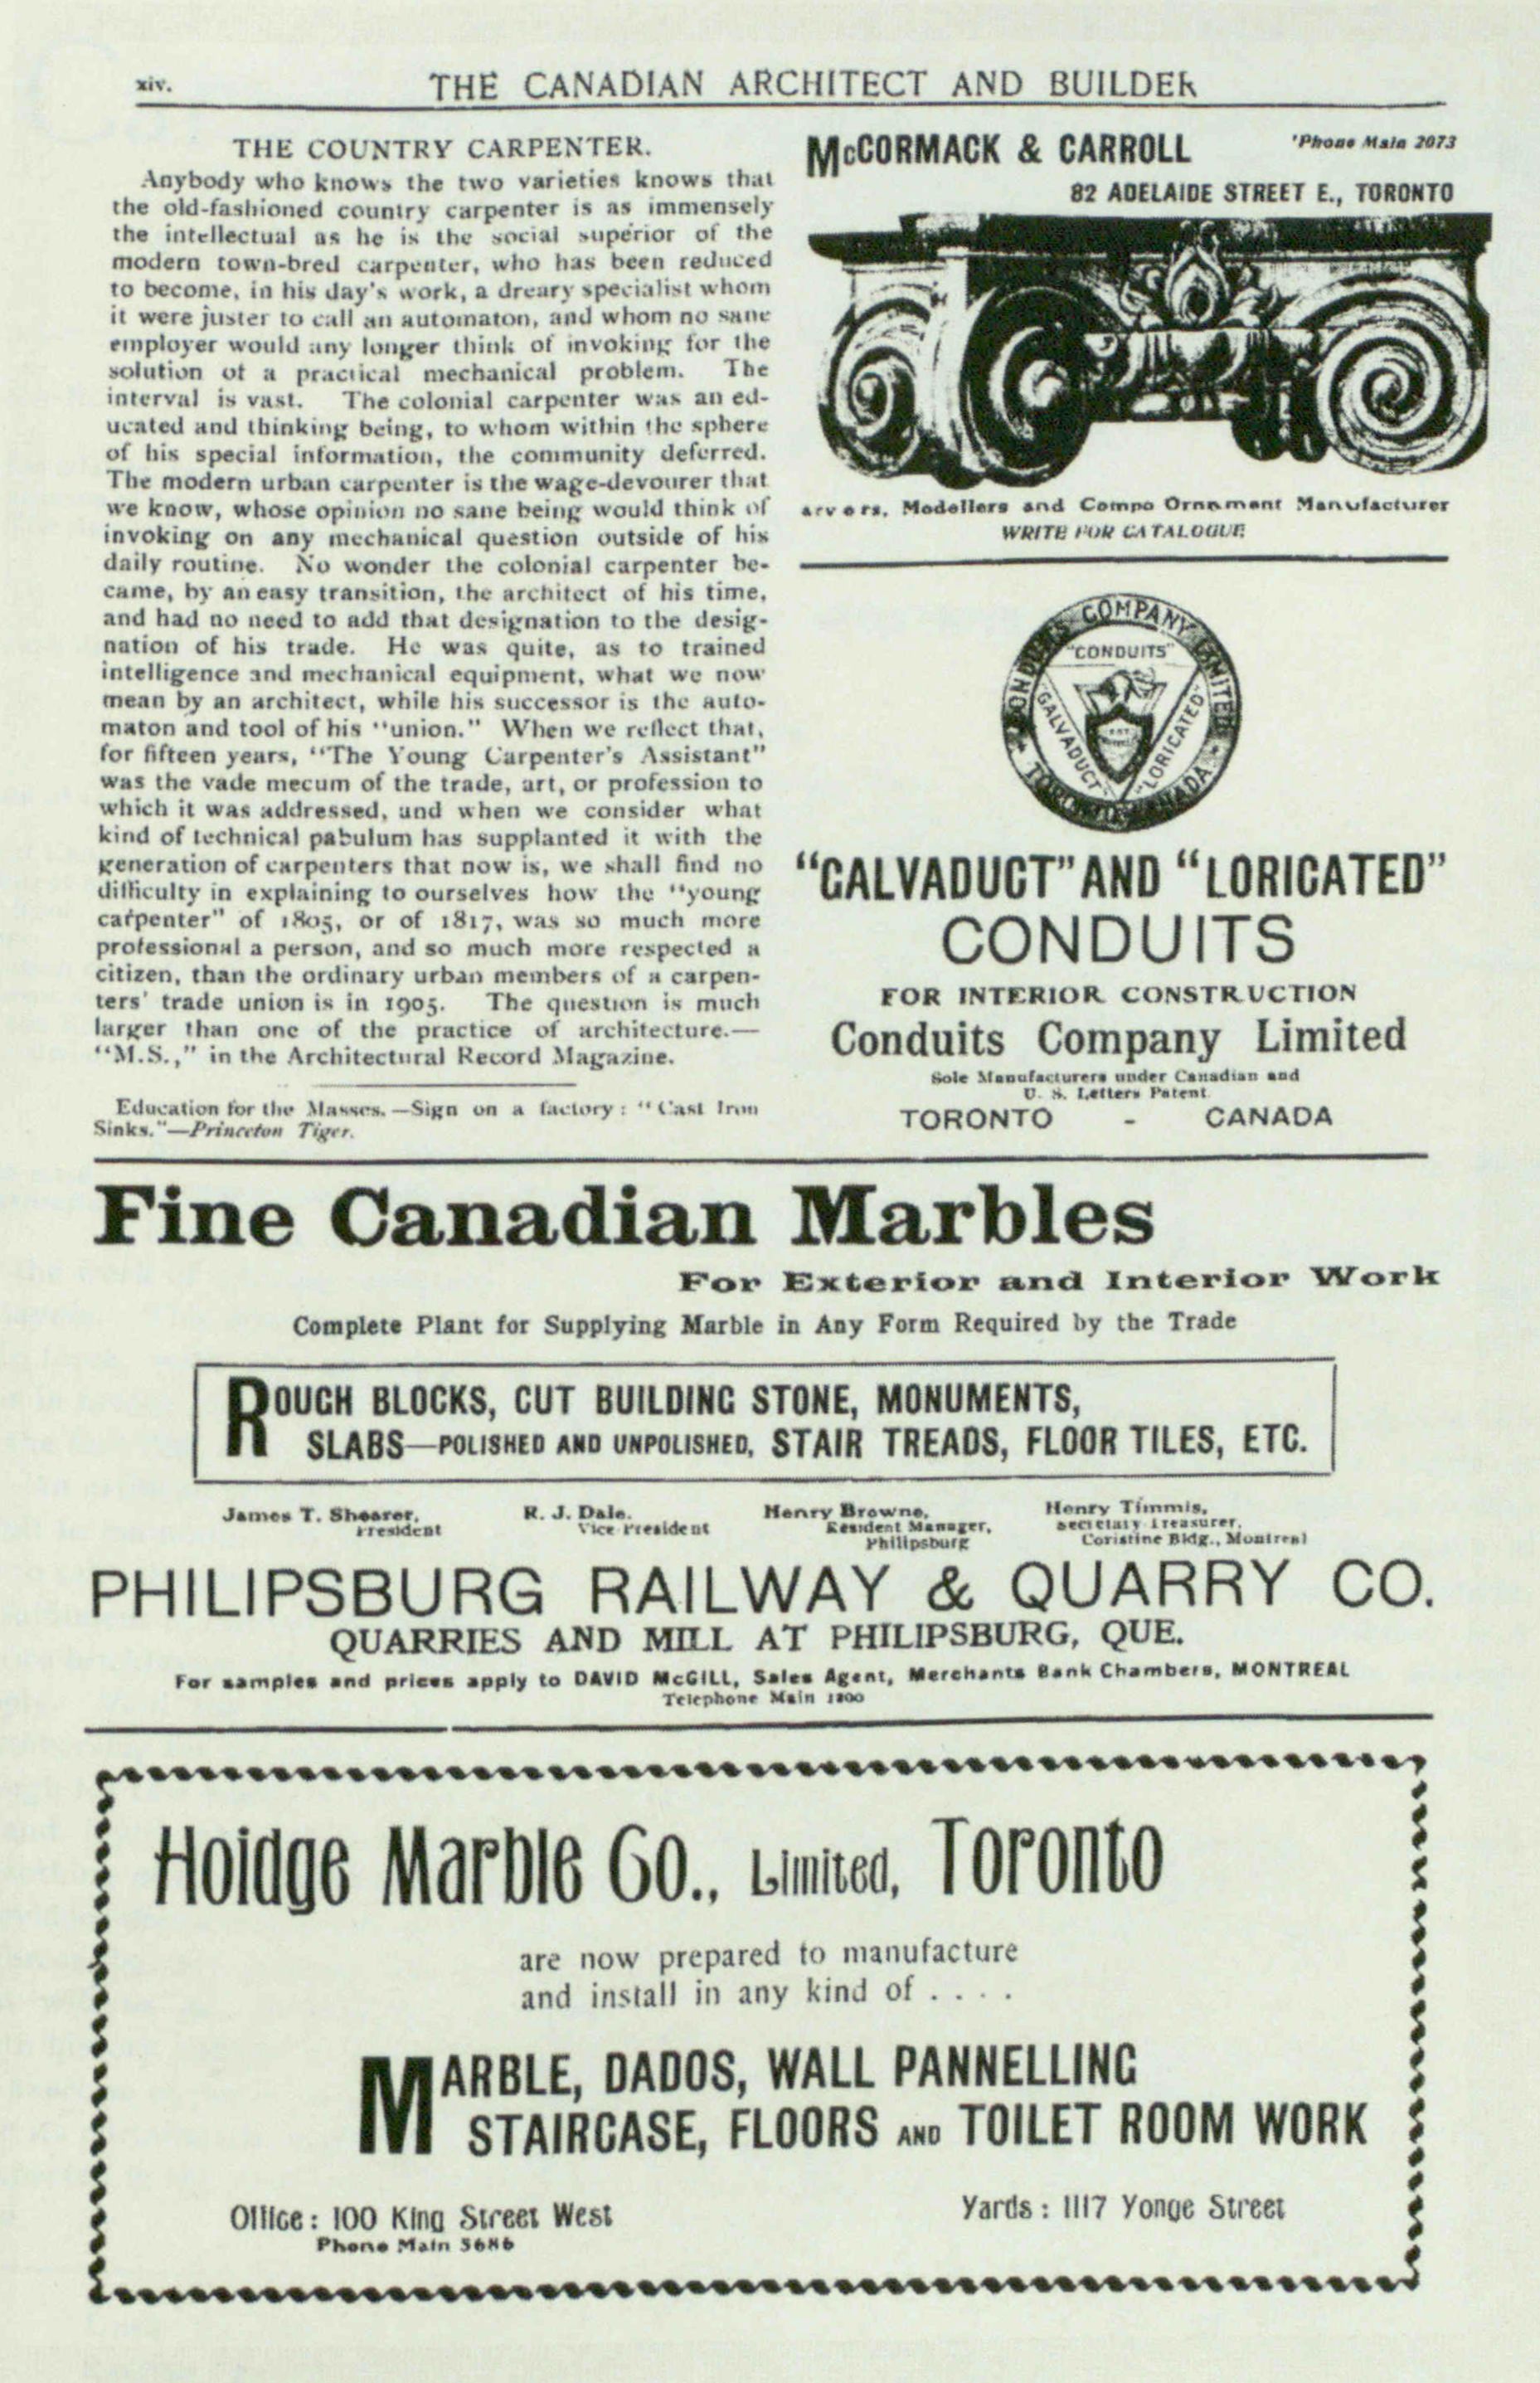 xiv.
THE CANADIAN ARCHITECT AND BUILDER
THE COUNTRY CARPENTER.
Anybody who knows the two varieties knows that
the old-fashioned country carpenter is as immensely
the intellectual as he is the social superior of the
modern town-bred carpenter, who has been reduced
to become, in his day's work, a dreary specialist whom
it were juster to call an automaton, and whom no sane
employer would any longer think of invoking for the
solution of a practical mechanical problem. The
interval is vast. The colonial carpenter was an ed-
ucated and thinking being, to whom within the sphere
of his special information, the community deferred.
The modern urban carpenter is the wage-devourer that
we know, whose opinion no sane being would think of
invoking on any mechanical question outside of his
daily routine. No wonder the colonial carpenter be-
came, by an easy transition, the architect of his time,
and had no need to add that designation to the desig-
nation of his trade. He was quite, as to trained
intelligence and mechanical equipment, what we now
mean by an architect, while his successor is the auto-
maton and tool of his "union." When we reflect that,
for fifteen years, "The Young Carpenter's Assistant"
was the vade mecum of the trade, art, or profession to
which it was addressed, and when we consider what
kind of technical pabulum has supplanted it with the
generation of carpenters that now is, we shall find no
difficulty in explaining to ourselves how the "young
carpenter" of 1805, or of 1817, was so much more
professional a person, and so much more respected a
citizen, than the ordinary urban members of a carpen-
ters' trade union is in 1905. The question is much
larger than one of the practice of architecture.—
"M.S.," in the Architectural Record Magazine.
Education for the Masses.—Sign on a factory: "Cast Iron
Sinks."—Princeton Tiger.
McCORMACK & CARROLL
'Phone Main 2073
82 ADELAIDE STREET E., TORONTO
arvers, Modellers and Compo Ornament Manufacturer
WRITE FOR CATALOGUE
CONDUITS COMPANY LIMITED
"CONDUITS"
"GALVADUCT"
"LORICATED"
TORONTO CANADA
"GALVADUCT" AND "LORICATED"
CONDUITS
FOR INTERIOR CONSTRUCTION
Conduits Company Limited
Sole Manufacturers under Canadian and
U. S. Letters Patent
TORONTO - CANADA
Fine Canadian Marbles
For Exterior and Interior Work
Complete Plant for Supplying Marble in Any Form Required by the Trade
ROUGH BLOCKS, CUT BUILDING STONE, MONUMENTS,
SLABS—POLISHED AND UNPOLISHED, STAIR TREADS, FLOOR TILES, ETC.
James T. Shearer, R. J. Dale, Henry Browne, Henry Timmis,
President Vice President Resident Manager, Secretary Treasurer,
Philipsburg Coristine Bldg., Montreal
PHILIPSBURG RAILWAY & QUARRY CO.
QUARRIES AND MILL AT PHILIPSBURG, QUE.
For samples and prices apply to DAVID McGILL, Sales Agent, Merchants Bank Chambers, MONTREAL
Telephone Main
Hoidge Marble Co., Limited, Toronto
are now prepared to manufacture
and install in any kind of . . . .
MARBLE, DADOS, WALL PANNELLING
STAIRCASE, FLOORS AND TOILET ROOM WORK
Office: 100 King Street West
Phone Main 5686
Yards: 1117 Yonge Street